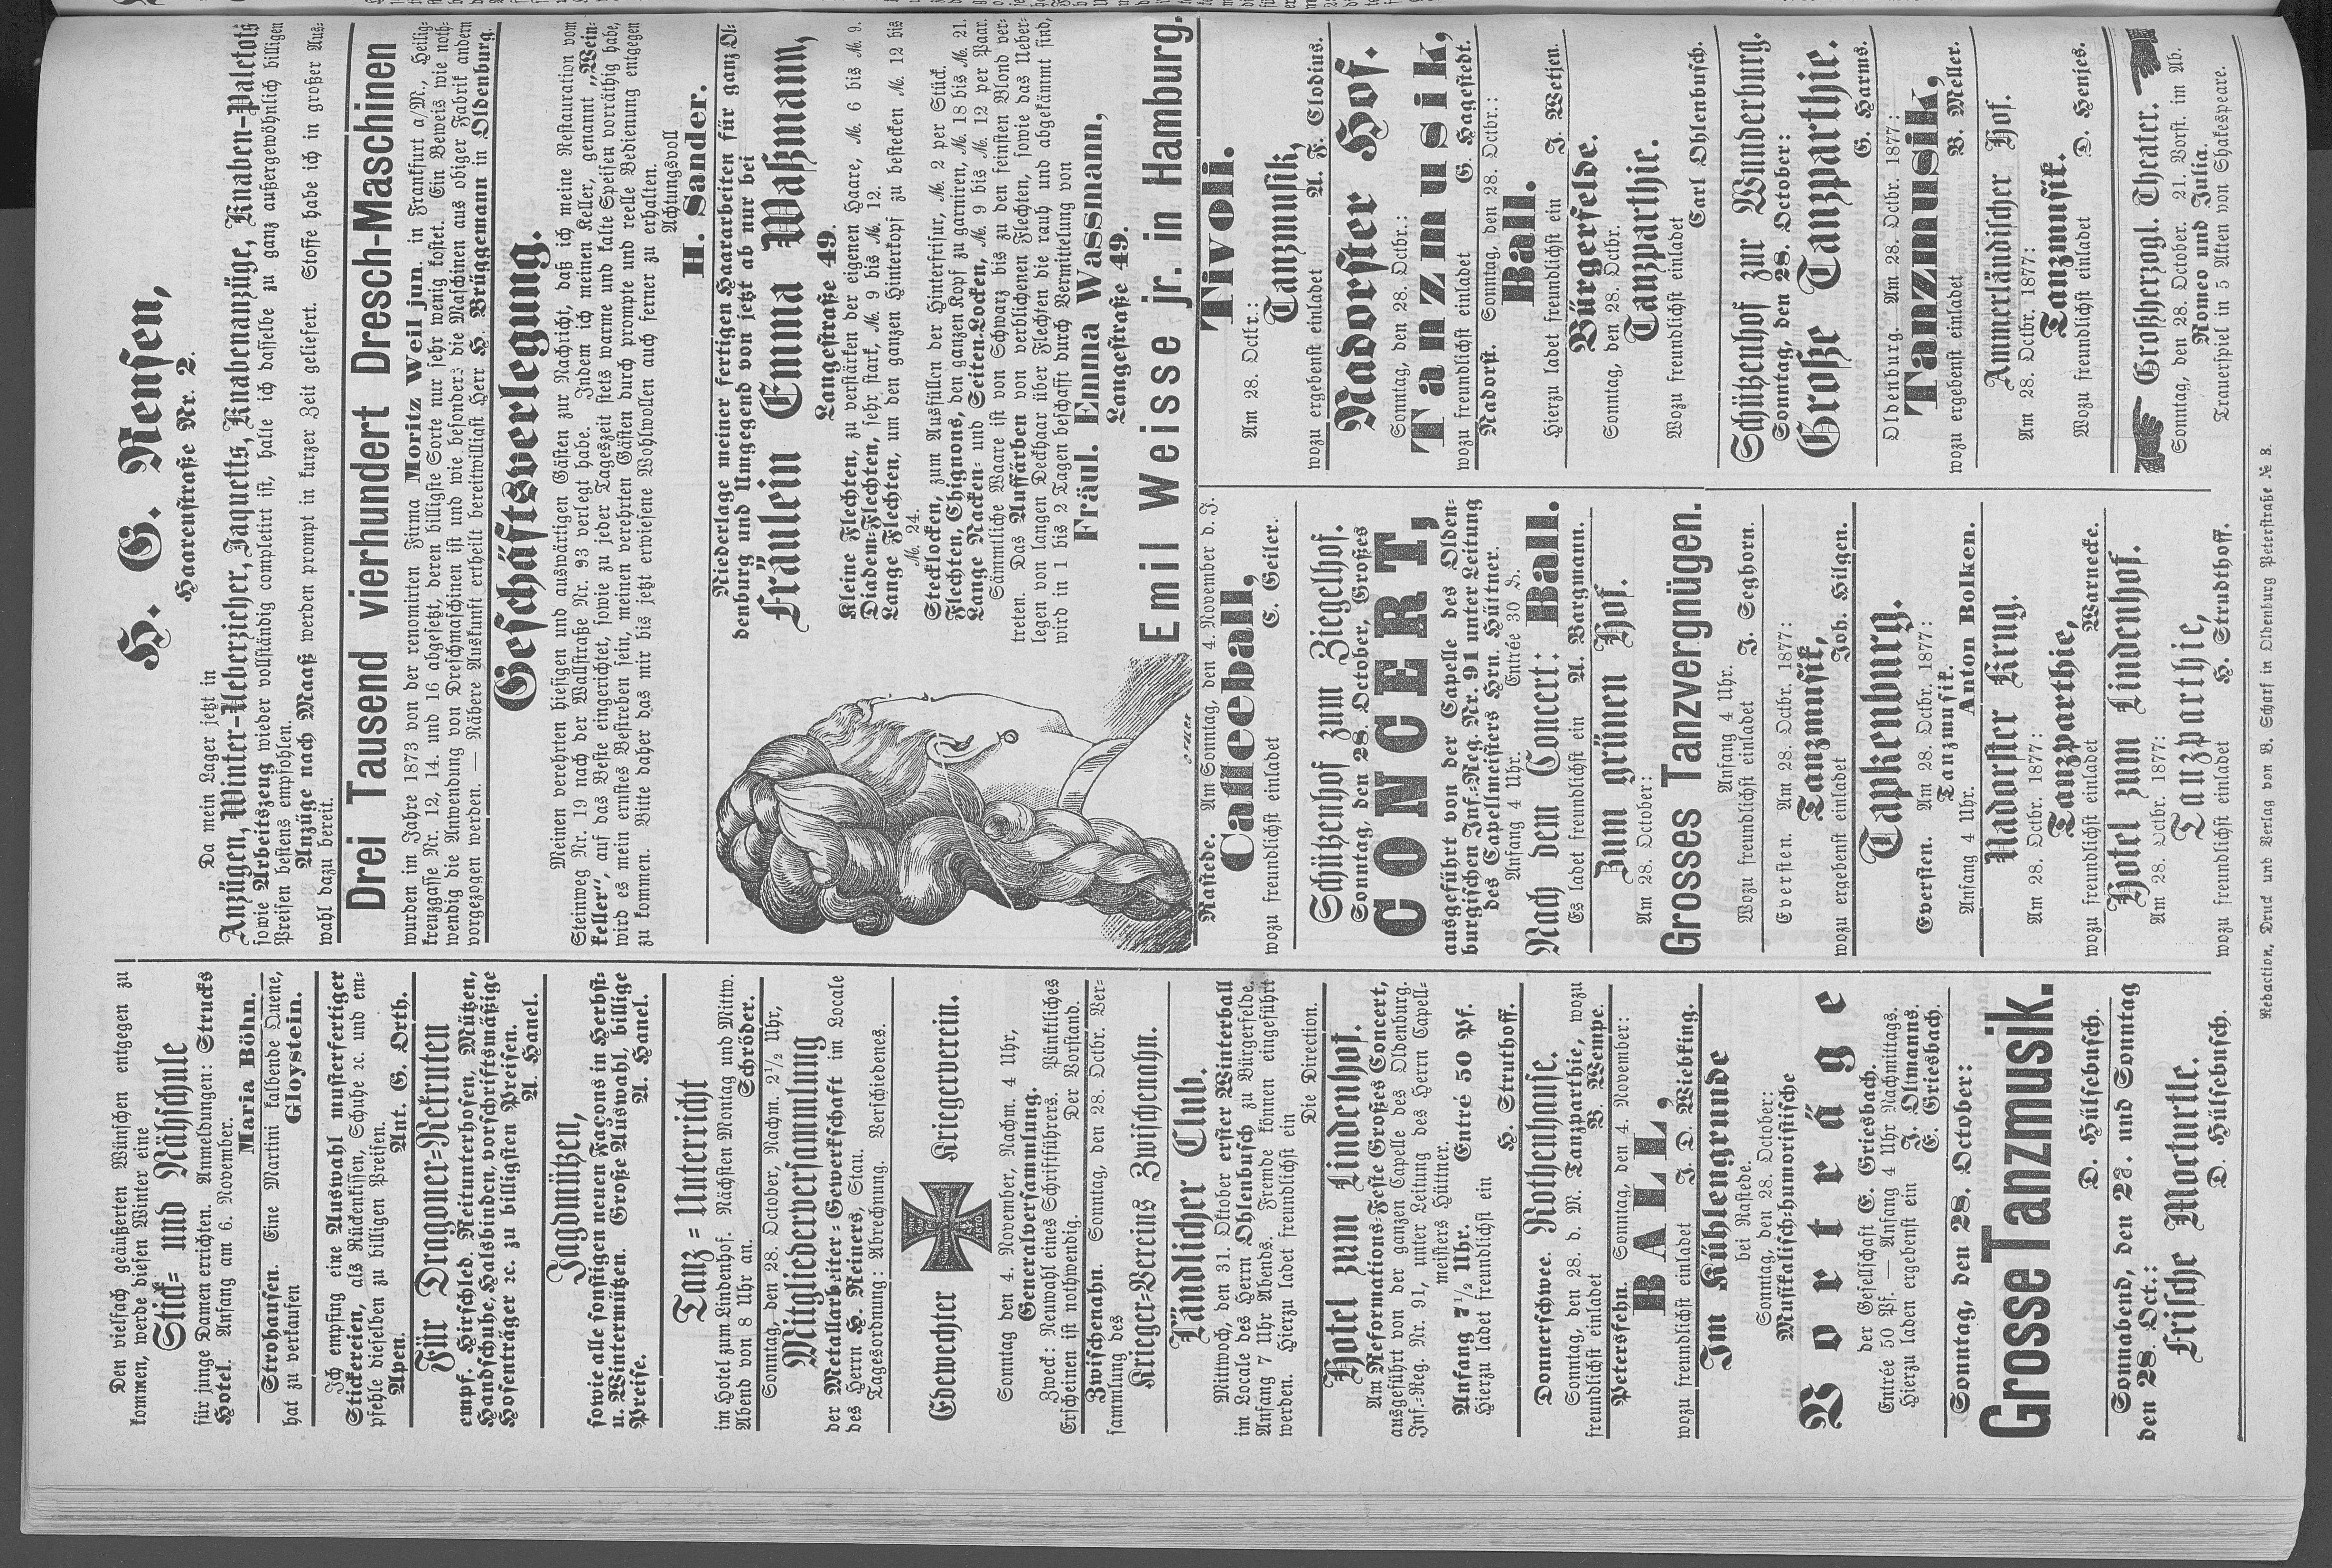 Den vielfach geäußerten Wünschen entgegen zu
kommen, werde diesen Winter eine
Stick= und Nähschule
für junge Damen errichten. Anmeldungen: Strucks
Hotel. Anfang am 6. November.
Maria Böhn.
Strohausen. Eine Martini kalbende Quene,
hat zu verkaufen Gloystein.
Ich empfing eine Auswahl musterfertiger
Stickereien, als Rückenkissen, Schuhe ꝛc. und em=
pfehle dieselben zu billigen Preisen.
Apen. Ant. G. Orth.
Für Dragoner=Rekruten
empf. Hirschled. Reitunterhosen, Mützen,
Handschuhe, Halsbinden, vorschriftsmäßige
Hosenträger ꝛc. zu billigsten Preisen.
A. Hanel.
Jagdmützen,
sowie alle sonstigen neuen Facons in Herbst=
u. Wintermützen. Große Auswahl, billige
Preise. A. Hanel.
Tanz=Unterricht
im Hotel zum Lindenhof. Nächsten Montag und Mittw.
Abend von 8 Uhr an. Schröder.
Sonntag, den 28. October, Nachm. 2½ Uhr,
Mitgliederversammlung
der Metallarbeiter=Gewerkschaft im Locale
des Herrn H. Reiners, Stau.
Tagesordnung: Abrechnung. Verschiedenes.
Edewechter Kriegerverein.
Sonntag den 4. November, Nachm. 4 Uhr,
Generalversammlung.
Zweck: Neuwahl eines Schriftführers. Pünktliches
Erscheinen ist nothwendig. Der Vorstand.
Zwischenahn. Sonntag, den 28. Octbr. Ver=
sammlung des
Krieger=Vereins Zwischenahn.
Ländlicher Club.
Mittwoch, den 31. Oktober erster Winterball
im Locale des Herrn Ohlenbusch zu Bürgerfelde.
Anfang 7 Uhr Abends. Fremde können eingeführt
werden. Hierzu ladet freundlichst ein
Die Direction.
Hotel zum Lindenhof.
Am Reformations=Feste Großes Concert,
ausgeführt von der ganzen Capelle des Oldenburg.
Inf.=Reg. Nr. 91, unter Leitung des Herrn Capell=
meisters Hüttner.
Anfang 7½ Uhr. Entré 50 Pf.
Hierzu ladet freundlichst ein
H. Struthoff.
Donnerschwee. Rothenhause.
Sonntag, den 28. d. M. Tanzparthie, wozu
freundlichst einladet B. Wempe.
Petersfehn. Sonntag, den 4. November:
BALL,
wozu freundlichst einladet J. D. Wiebking.
Im Kühlengrunde
bei Rastede.
Sonntag, den 28. October:
Musikalisch=humoristische
Vorträge
der Gesellschaft E. Griesbach.
Entrée 50 Pf. — Anfang 4 Uhr Nachmittags.
Hierzu laden ergebenst ein J. Oltmanns.
E. Griesbach.
Sonntag, den 28. October:
Grosse Tanzmusik.
D. Hülsebusch.
Sonnabend, den 27. und Sonntag
den 28. Oct.:
Frische Mockturtle.
D. Hülsebusch.
H. G. Rensen,
Haarenstraße Nr. 2.
Da mein Lager jetzt in
Anzügen, Winter-Ueberzieher, Jaquetts, Knabenanzüge, Knaben-Paletots
sowie Arbeitszeug wieder vollständig completirt ist, halte ich dasselbe zu ganz außergewöhnlich billigen
Preisen bestens empfohlen.
Anzüge nach Maaß werden prompt in kurzer Zeit geliefert. Stoffe habe ich in großer Aus=
wahl dazu bereit.
Drei Tausend vierhundert Dresch-Maschinen
wurden im Jahre 1873 von der renomirten Firma Moritz Weil jun. in Frankfurt a/M., Heilig=
kreuzgasse Nr. 12, 14. und 16 abgesetzt, deren billigste Sorte nur sehr wenig kostet. Ein Beweis wie noth=
wendig die Anwendung von Dreschmaschinen ist und wie besonders die Maschinen aus obiger Fabrik andern
vorgezogen werden. — Nähere Auskunft ertheilt bereitwilligst Herr H. Brüggemann in Oldenburg.
Geschäftsverlegung.
Meinen verehrten hiesigen und auswärtigen Gästen zur Nachricht, daß ich meine Restauration vom
Steinweg Nr. 19 nach der Wallstraße Nr. 93 verlegt habe. Indem ich meinen Keller, genannt „Wein=
keller“, auf das Beste eingerichtet, sowie zu jeder Tageszeit stets warme und kalte Speisen vorräthig habe,
wird es mein ernstes Bestreben sein, meinen verehrten Gästen durch prompte und reelle Bedienung entgegen
zu kommen. Bitte daher das mir bis jetzt erwiesene Wohlwollen auch ferner zu erhalten.
Achtungsvoll
H. Sander.
Niederlage meiner fertigen Haararbeiten für ganz Ol=
denburg und Umgegend von jetzt ab nur bei
Fräulein Emma Waßmann,
Langestraße 49.
Kleine Flechten, zu verstärken der eigenen Haare, M. 6 bis M. 9.
Diadem=Flechten, sehr stark, M. 9 bis M. 12.
Lange Flechten, um den ganzen Hinterkopf zu bestecken M. 12 bis
M. 24.
Stecklocken, zum Ausfüllen der Hinterfrisur, M. 2 per Stück.
Flechten, Chignons, den ganzen Kopf zu garniren, M. 18 bis M. 21.
Lange Nacken= und Seiten=Locken, M. 9 bis M. 12 per Paar.
Sämmtliche Waare ist von Schwarz bis zu den feinsten Blond ver=
treten. Das Auffärben von verblichenen Flechten, sowie das Ueber=
legen von langen Deckhaar über Flechten die rauh und abgekämmt sind,
wird in 1 bis 2 Tagen beschafft durch Vermittelung von
Fräul. Emma Wassmann,
Langestraße 49.
Emil Weisse jr. in Hamburg.
Rastede. Am Sonntag, den 4. November d. J.
Caffeeball,
wozu freundlichst einladet E. Geiler.
Schützenhof zum Ziegelhof.
Sonntag, den 28. October, Großes
CONCERT,
ausgeführt von der Capelle des Olden=
burgischen Inf.=Reg. Nr. 91 unter Leitung
des Capellmeisters Hrn. Hüttner.
Anfang 4 Uhr. Entrée 30 Pf.
Nach dem Concert: Ball.
Es ladet freundlichst ein A. Bargmann.
Zum grünen Hof.
Am 28. October:
Grosses Tanzvergnügen.
Anfang 4 Uhr.
Wozu freundlichst einladet J. Seghorn.
Eversten. Am 28. Octbr. 1877:
Tanzmusik,
wozu ergebenst einladet Joh. Hilgen.
Tapkenburg.
Eversten. Am 28. Octbr. 1877:
Tanzmusik.
Anfang 4 Uhr. Anton Bolken.
Nadorster Krug.
Am 28. Octbr. 1877:
Tanzparthie,
wozu freundlichst einladet Warnecke.
Hotel zum Lindenhof.
Am 28. Octbr. 1877:
Tanzparthie,
wozu freundlichst einladet H. Strudthoff.
Tivoli.
Am 28. Octbr.:
Tanzmusik,
wozu ergebenst einladet A. F. Clodius.
Nadorster Hof.
Sonntag, den 28. Octbr.:
Tanzmusik,
wozu freundlichst einladet G. Hagestedt.
Nadorst. Sonntag, den 28. Octbr.:
Ball.
Hierzu ladet freundlichst ein J. Wetjen.
Bürgerfelde.
Sonntag, den 28. Octbr.
Tanzparthie.
Wozu freundlichst einladet
Carl Ohlenbusch.
Schützenhof zur Wunderburg.
Sonntag, den 28. October:
Große Tanzparthie.
G. Harms.
Oldenburg. Am 28. Octbr. 1877:
Tanzmusik,
wozu ergebenst einladet B. Meller.
Ammerländischer Hof.
Am 28. Octbr. 1877:
Tanzmusik.
Wozu freundlichst einladet D. Henjes.
Großherzogl. Theater.
Sonntag, den 28. October. 21. Vorst. im Ab.
Romeo und Julia.
Trauerspiel in 5 Akten von Shakespeare.
Redaction, Druck und Verlag von B. Scharf in Oldenburg Peterstraße № 3.